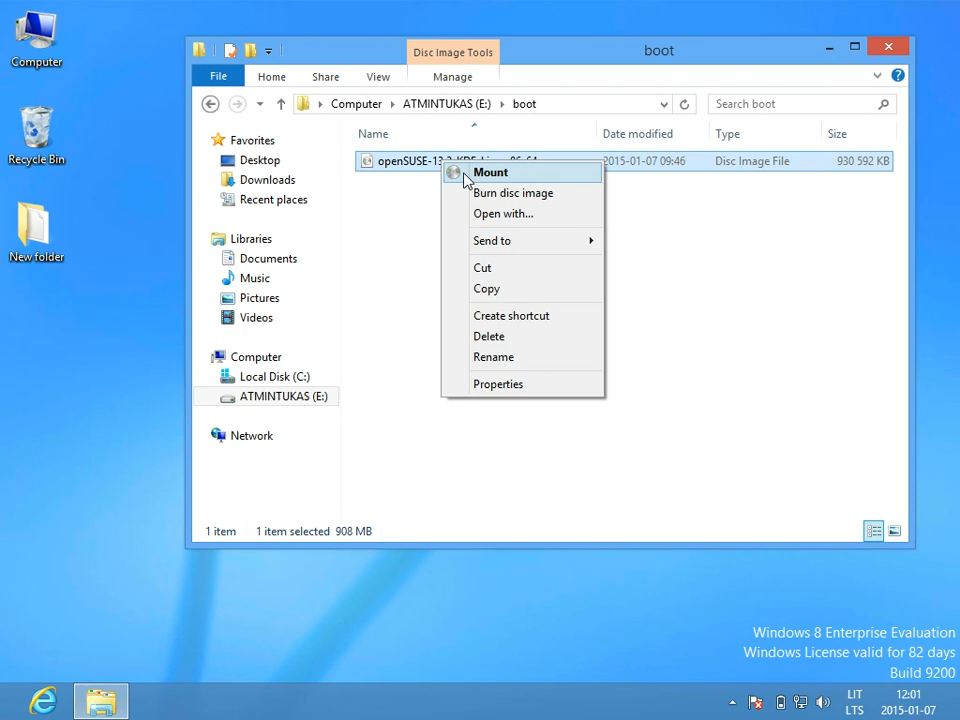 Computer
Recycle Bin
New folder
Disc Image Tools
boot
File
Home
Share
View
Manage
Computer
ATMINTUKAS (E:)
boot
Search boot
Favorites
Desktop
Downloads
Recent places
Libraries
Documents
Music
Pictures
Videos
Computer
Local Disk (C:)
ATMINTUKAS (E:)
Network
Name
Date modified
Type
Size
2015-01-07 09:46
Disc Image File
930 592 KB
Mount
Burn disc image
Open with...
Send to
Cut
Copy
Create shortcut
Delete
Rename
Properties
1 item
1 item selected 908 MB
Windows 8 Enterprise Evaluation
Windows License valid for 82 days
Build 9200
LIT
LTS
12:01
2015-01-07